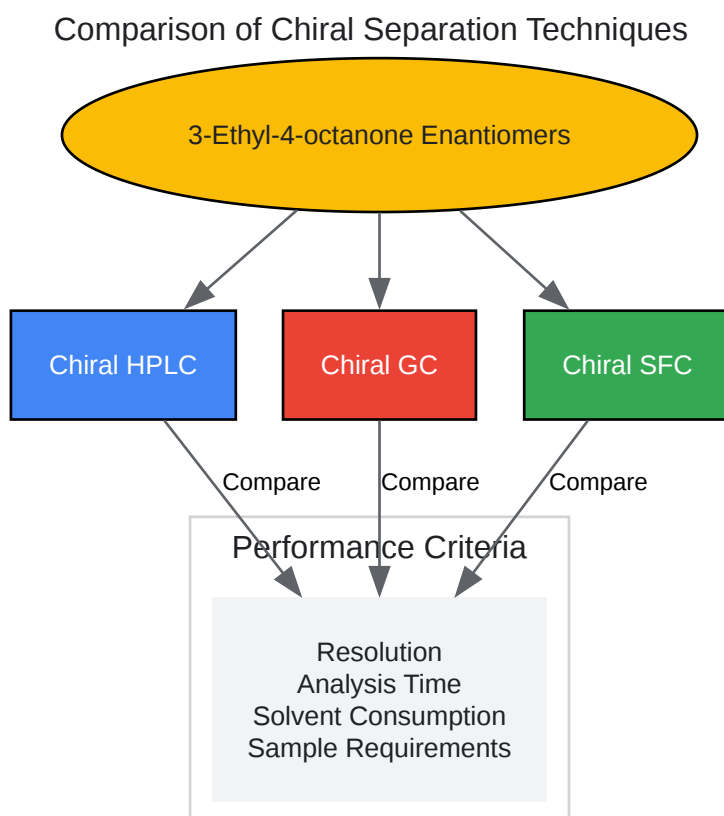 Comparison of Chiral Separation Techniques
3-Ethyl-4-octanone Enantiomers
Chiral HPLC
Chiral GC
Chiral SFC
Compare
Compare
Compare
Performance Criteria
Resolution
Analysis Time
Solvent Consumption
Sample Requirements